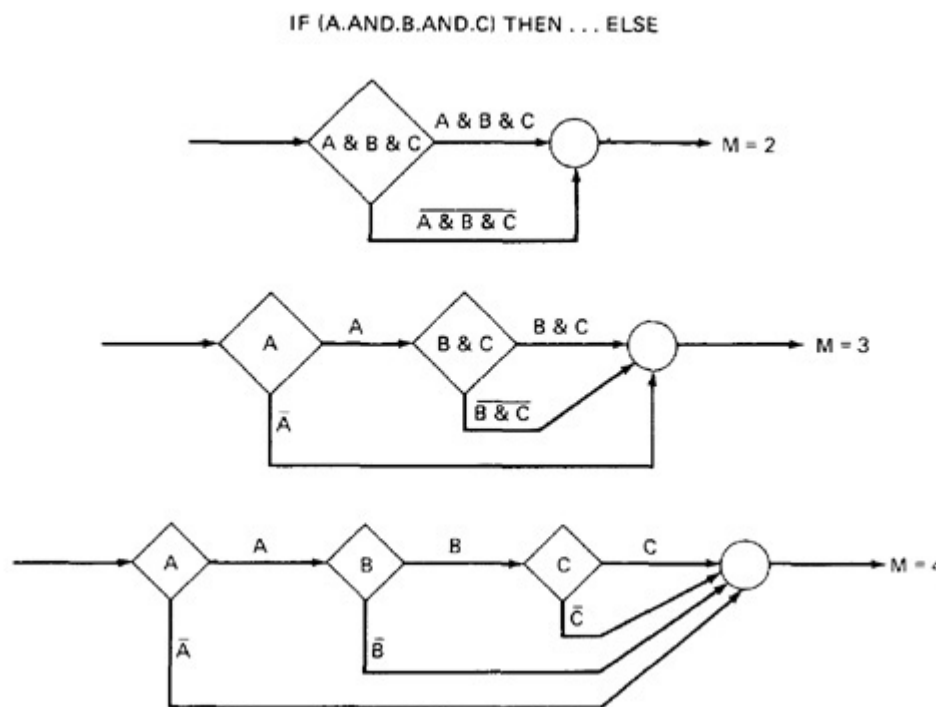 IF (A.AND.B.AND.C) THEN . . . ELSE
A & B & C
A & B & C
M = 2
A̅ ̅&̅ ̅B̅ ̅&̅ ̅C̅
A
A
B & C
B & C
M = 3
Ā
B̅ ̅&̅ ̅C̅
A
A
B
B
C
C
M = 4
Ā
B̅
C̅